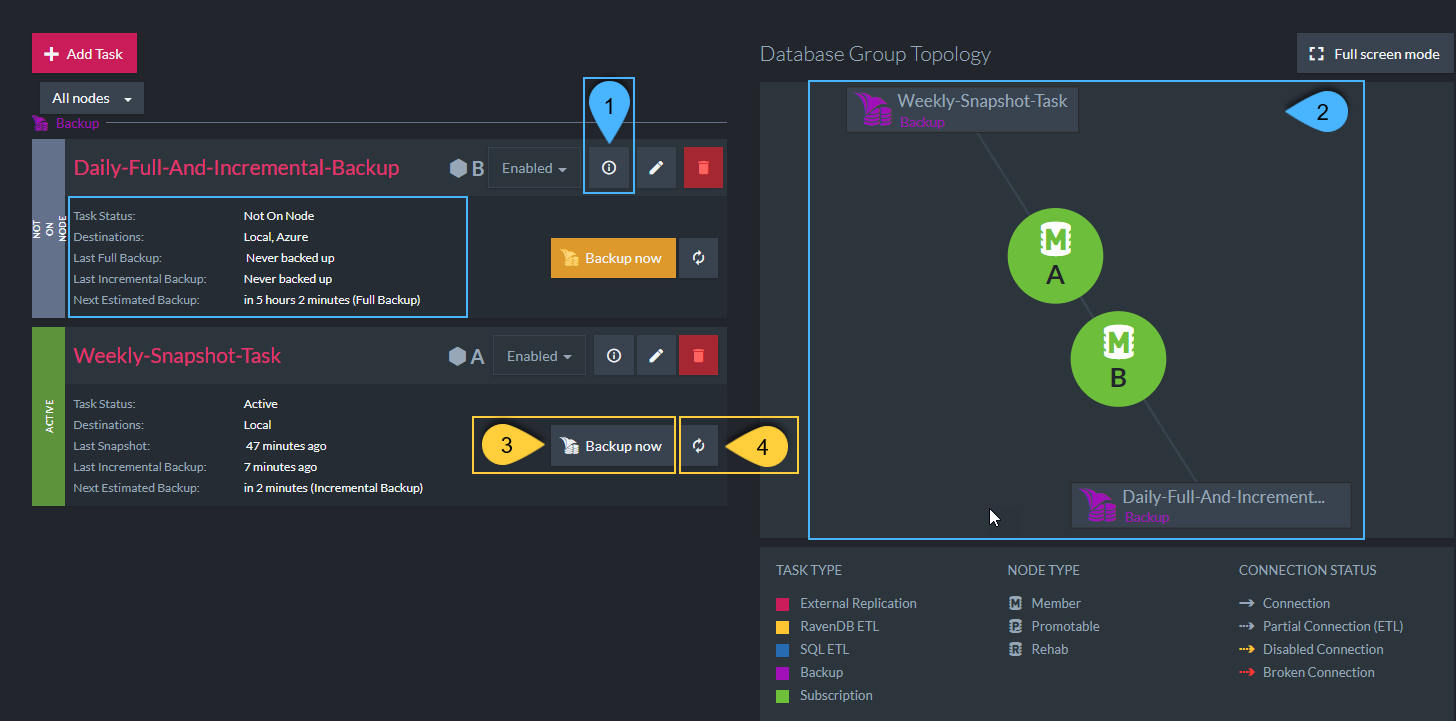 Add Task
All nodes
Backup
1
Daily-Full-And-Incremental-Backup
B
Enabled
NOT ON NODE
Task Status: Not On Node
Destinations: Local, Azure
Last Full Backup: Never backed up
Last Incremental Backup: Never backed up
Next Estimated Backup: in 5 hours 2 minutes (Full Backup)
Backup now
Weekly-Snapshot-Task
A
Enabled
ACTIVE
Task Status: Active
Destinations: Local
Last Snapshot: 47 minutes ago
Last Incremental Backup: 7 minutes ago
Next Estimated Backup: in 2 minutes (Incremental Backup)
3
Backup now
4
Database Group Topology
Full screen mode
Weekly-Snapshot-Task
Backup
2
M
A
M
B
Daily-Full-And-Increment...
Backup
TASK TYPE
External Replication
RavenDB ETL
SQL ETL
Backup
Subscription
NODE TYPE
M Member
P Promotable
R Rehab
CONNECTION STATUS
Connection
Partial Connection (ETL)
Disabled Connection
Broken Connection